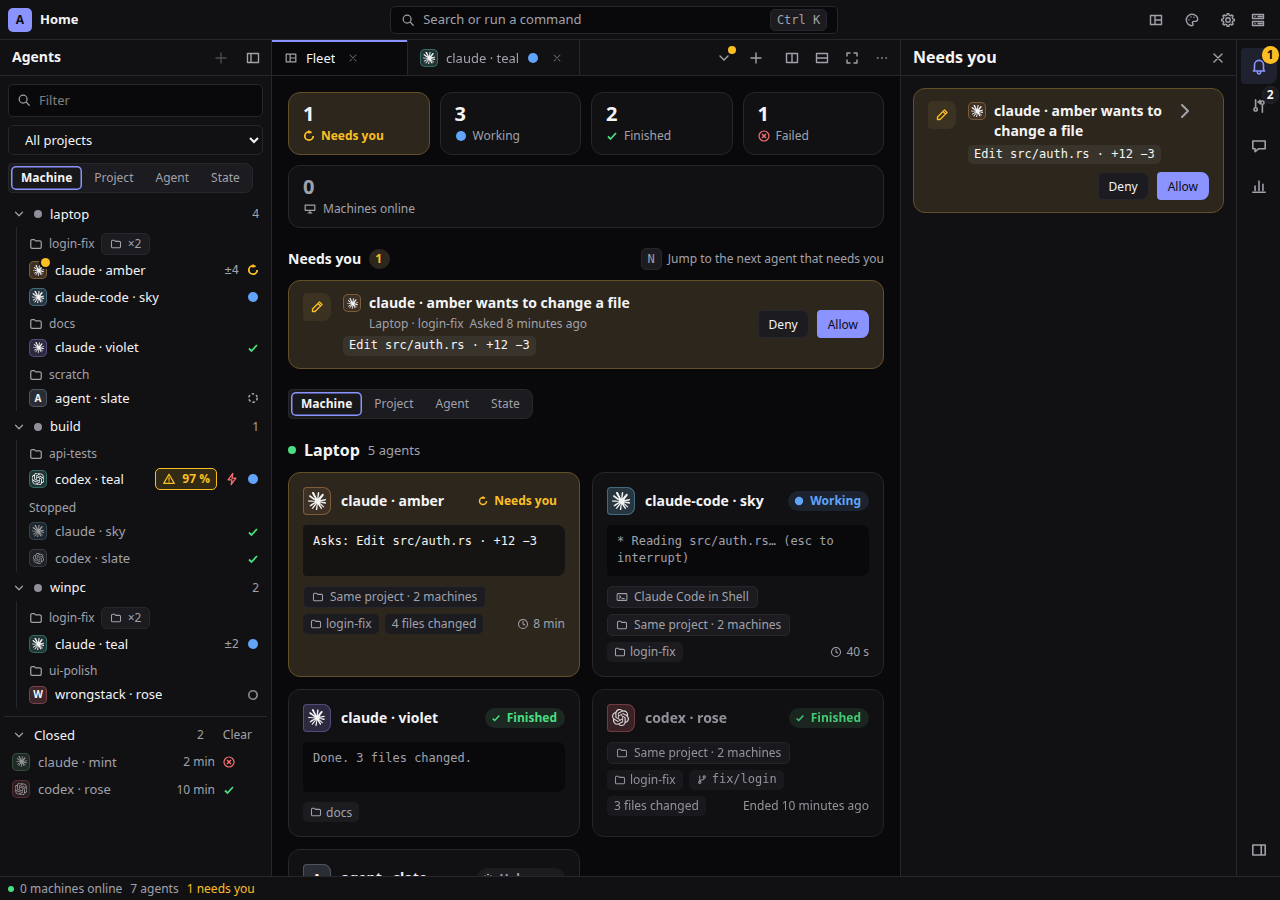 A Home
Search or run a command Ctrl K
Agents
Filter
All projects
Machine Project Agent State
laptop 4
login-fix ×2
claude · amber ±4
claude-code · sky
docs
claude · violet
scratch
A agent · slate
build 1
api-tests
codex · teal 97 %
Stopped
claude · sky
codex · slate
winpc 2
login-fix ×2
claude · teal ±2
ui-polish
W wrongstack · rose
Closed 2 Clear
claude · mint 2 min
codex · rose 10 min
Fleet
claude · teal
1
Needs you
3
Working
2
Finished
1
Failed
0
Machines online
Needs you 1
N Jump to the next agent that needs you
claude · amber wants to change a file
Laptop · login-fix Asked 8 minutes ago
Edit src/auth.rs · +12 −3
Deny Allow
Machine Project Agent State
Laptop 5 agents
claude · amber Needs you
Asks: Edit src/auth.rs · +12 −3
Same project · 2 machines
login-fix 4 files changed 8 min
claude-code · sky Working
* Reading src/auth.rs… (esc to
interrupt)
Claude Code in Shell
Same project · 2 machines
login-fix 40 s
claude · violet Finished
Done. 3 files changed.
docs
codex · rose Finished
Same project · 2 machines
login-fix fix/login
3 files changed Ended 10 minutes ago
Needs you
claude · amber wants to
change a file
Edit src/auth.rs · +12 −3
Deny Allow
1
2
0 machines online 7 agents 1 needs you